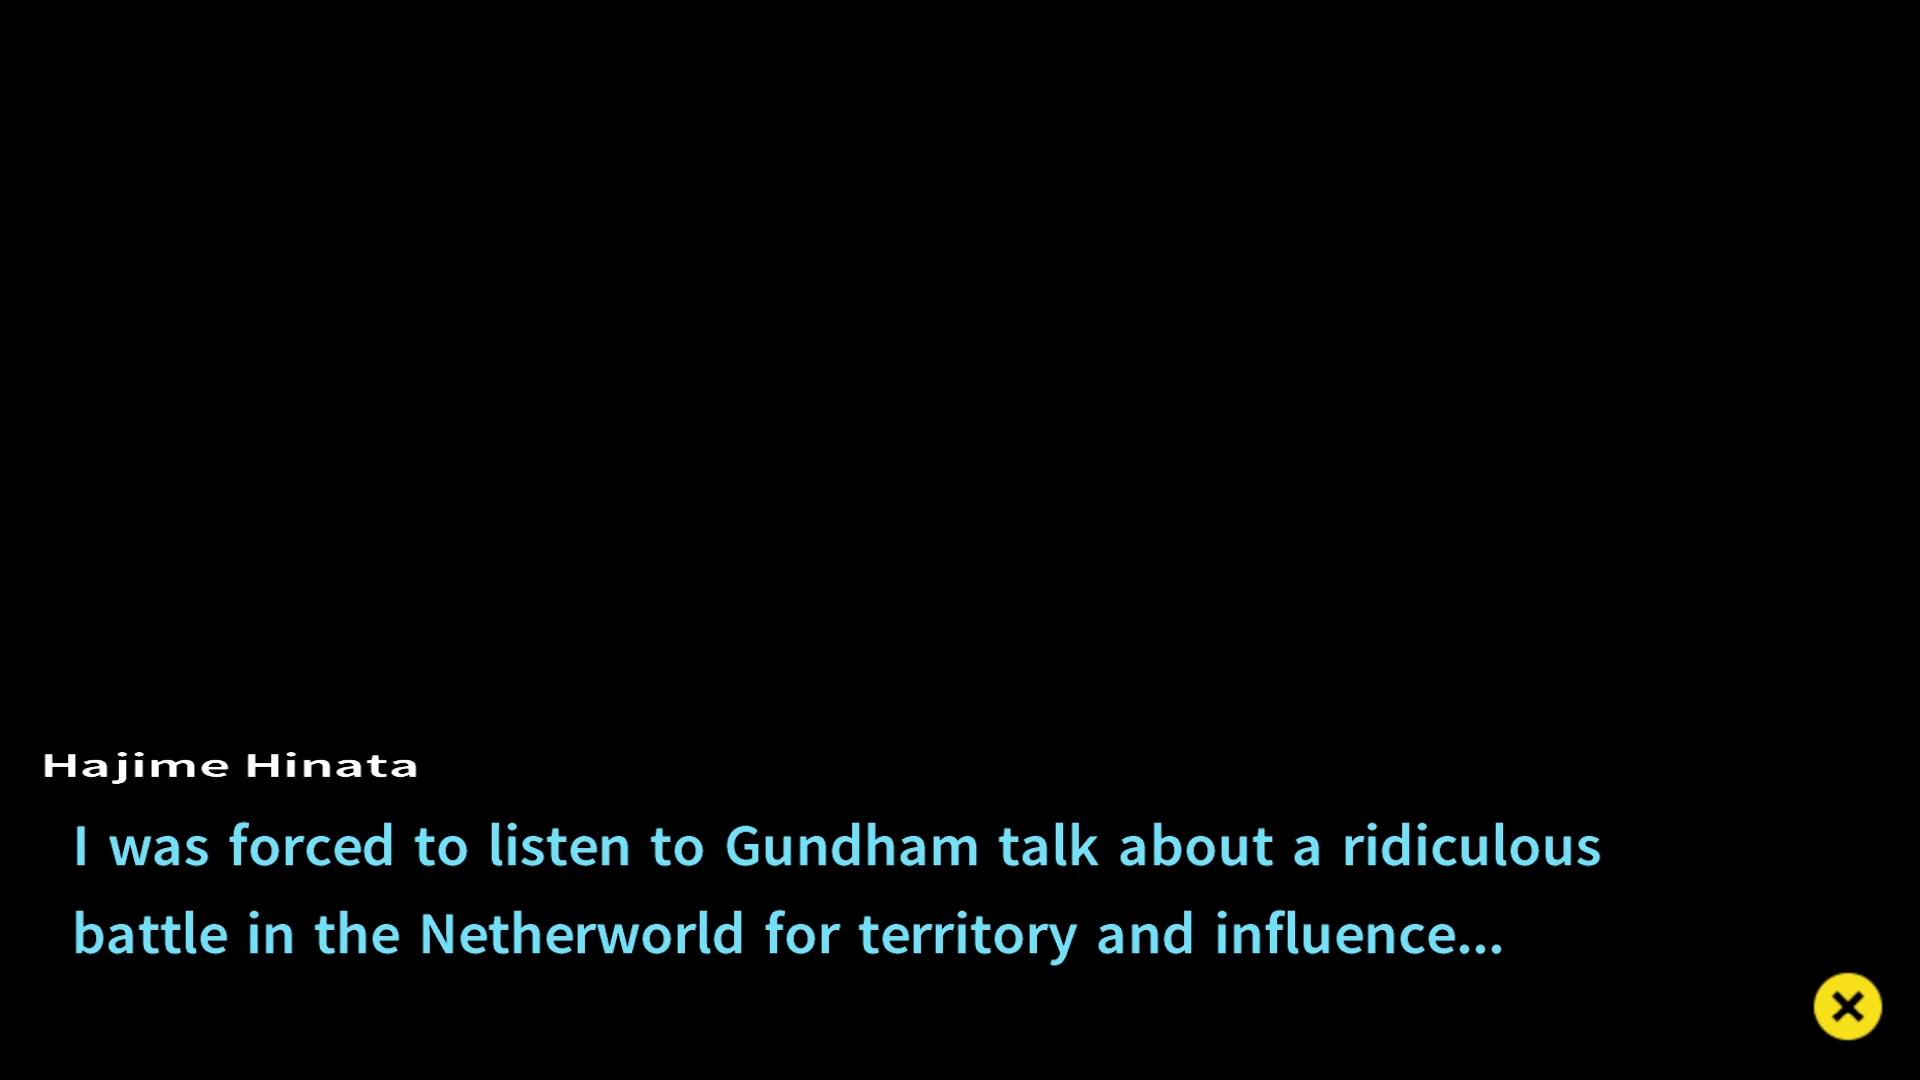 Hajime Hinata
I was forced to listen to Gundham talk about a ridiculous
battle in the Netherworld for territory and influence...